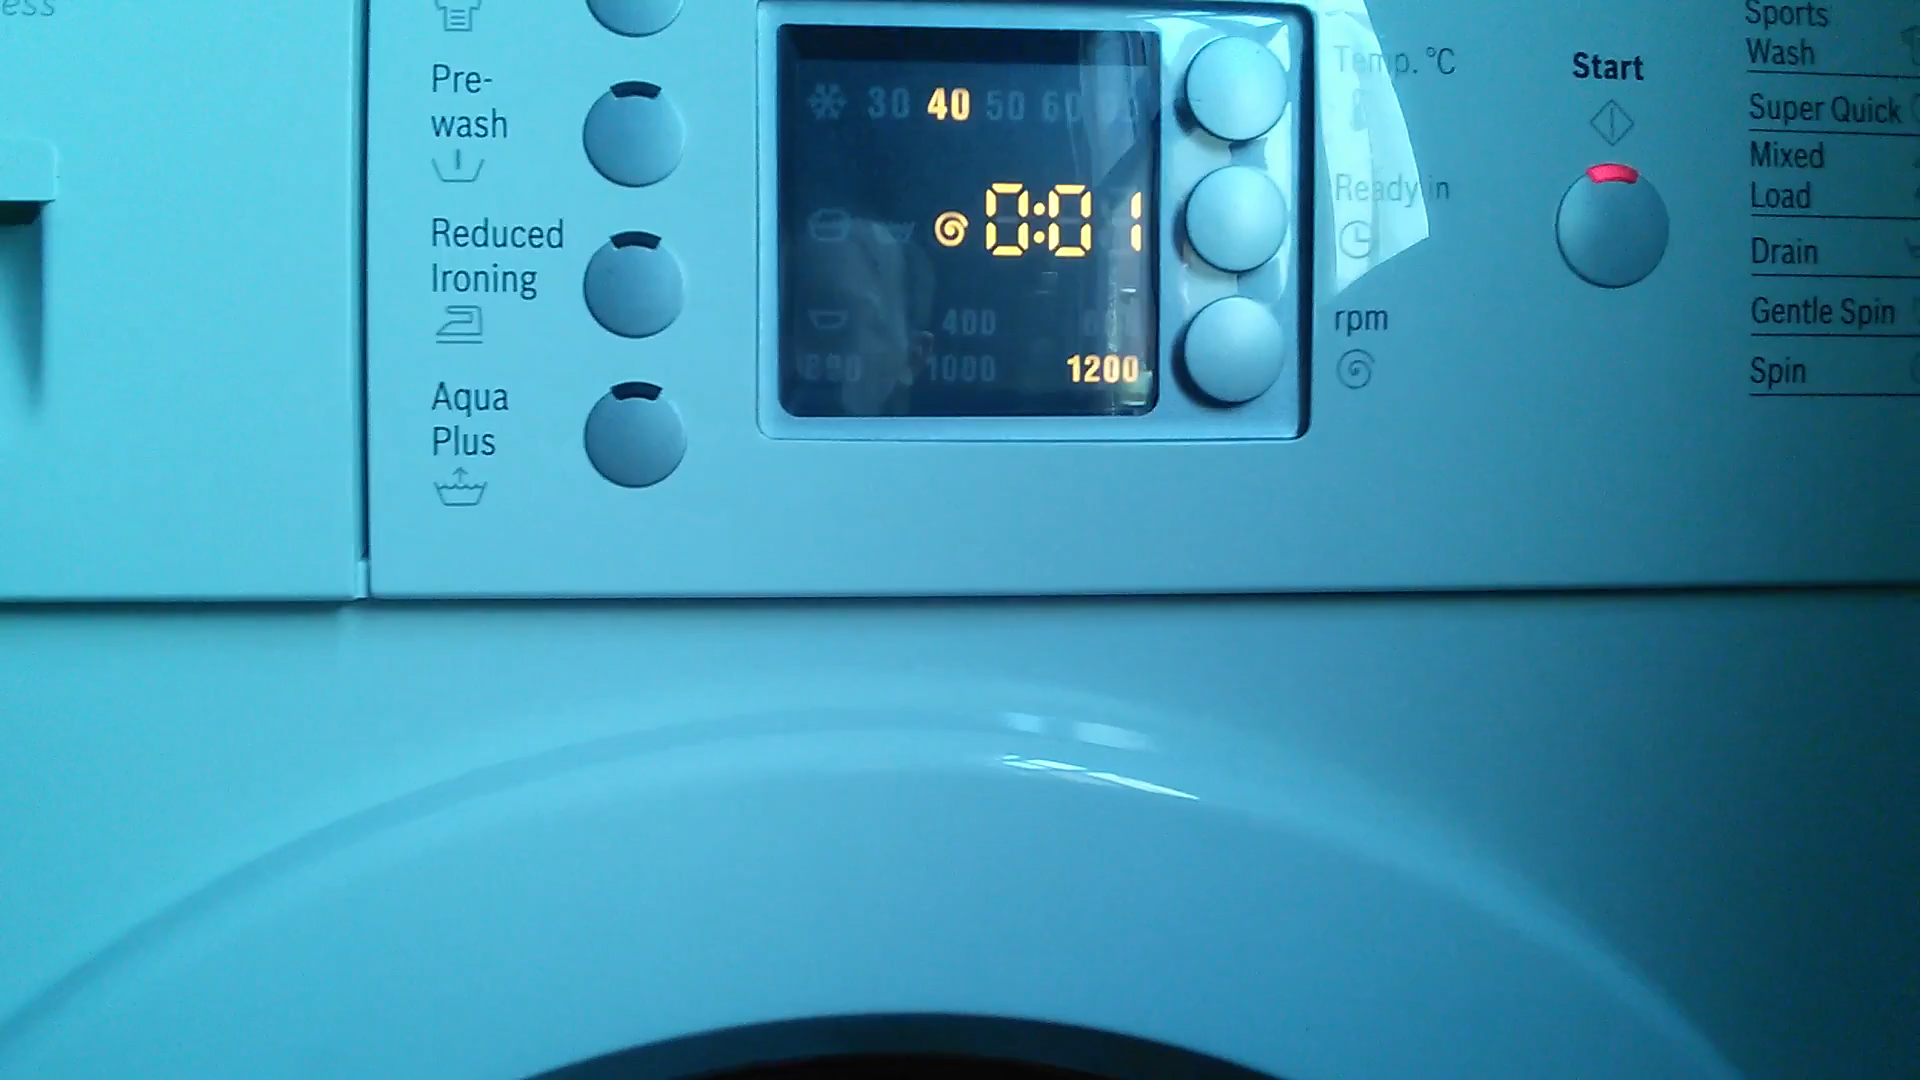 ess
Pre-
wash
Reduced
Ironing
Aqua
Plus
30 40 50 60
0:01
400
1000 1200
Temp. °C
Ready in
rpm
Start
Sports
Wash
Super Quick
Mixed
Load
Drain
Gentle Spin
Spin